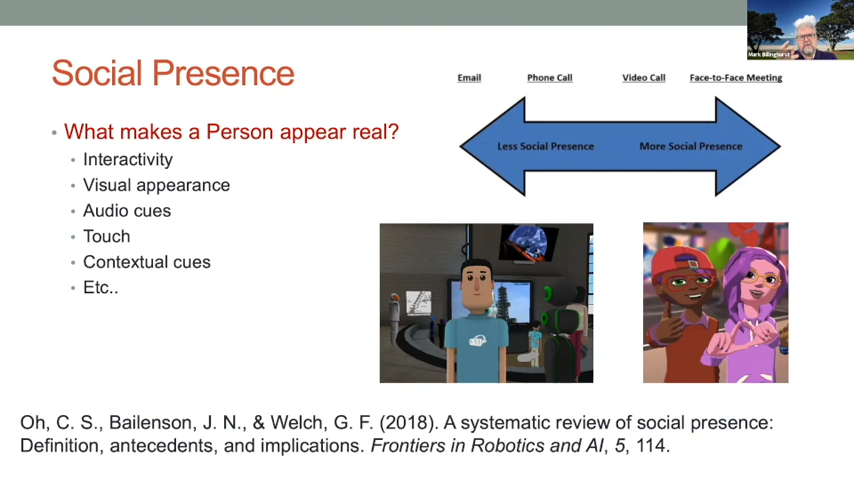 Mark Billinghurst
Social Presence
• What makes a Person appear real?
• Interactivity
• Visual appearance
• Audio cues
• Touch
• Contextual cues
• Etc..
Email Phone Call Video Call Face-to-Face Meeting
Less Social Presence More Social Presence
Oh, C. S., Bailenson, J. N., & Welch, G. F. (2018). A systematic review of social presence:
Definition, antecedents, and implications. Frontiers in Robotics and AI, 5, 114.